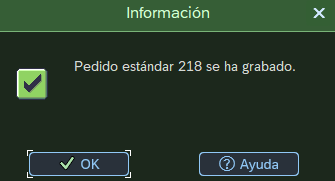 Información
Pedido estándar 218 se ha grabado.
OK
Ayuda